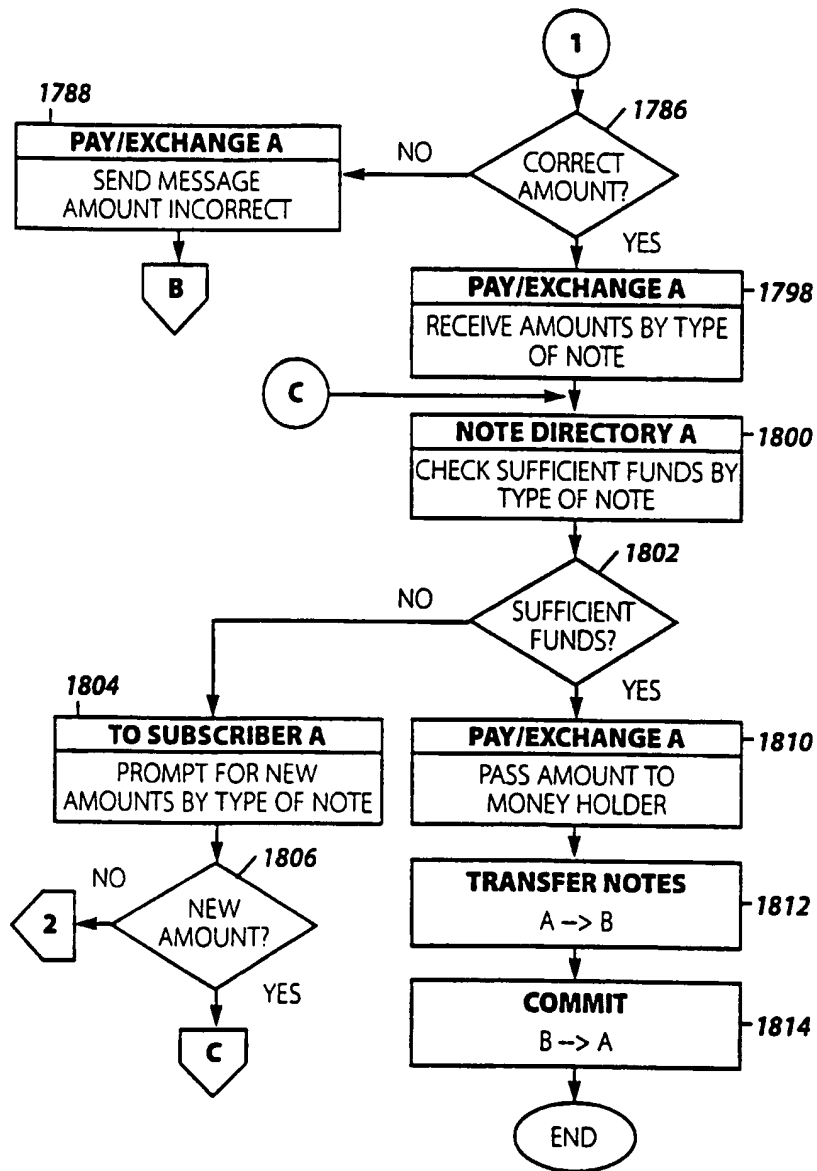 1
1788
1786
PAY/EXCHANGE A
SEND MESSAGE
AMOUNT INCORRECT
NO
CORRECT
AMOUNT?
YES
B
PAY/EXCHANGE A
1798
RECEIVE AMOUNTS BY TYPE
OF NOTE
C
NOTE DIRECTORY A
1800
CHECK SUFFICIENT FUNDS BY
TYPE OF NOTE
1802
NO
SUFFICIENT
FUNDS?
YES
1804
TO SUBSCRIBER A
PROMPT FOR NEW
AMOUNTS BY TYPE OF NOTE
PAY/EXCHANGE A
1810
PASS AMOUNT TO
MONEY HOLDER
1806
NO
2
NEW
AMOUNT?
YES
C
TRANSFER NOTES
A --> B
1812
COMMIT
B --> A
1814
END